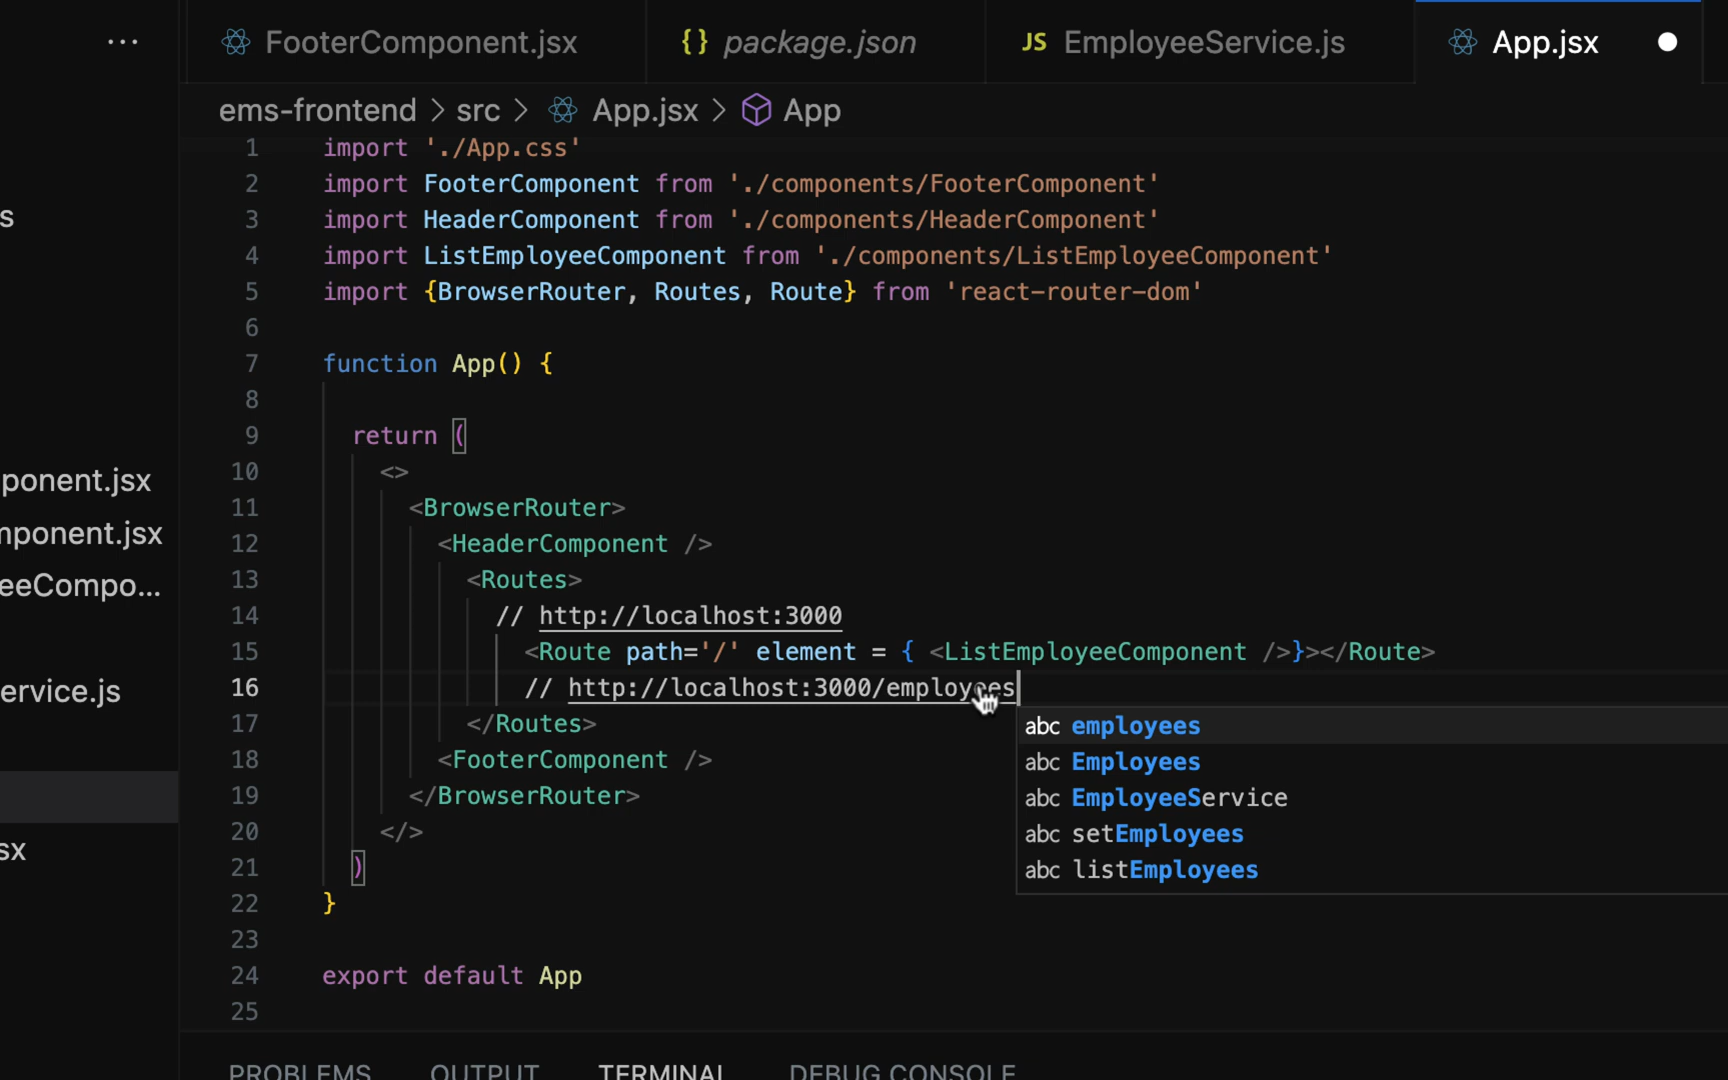 ... FooterComponent.jsx {} package.json JS EmployeeService.js App.jsx
ems-frontend > src > App.jsx > App
1 import './App.css'
2 import FooterComponent from './components/FooterComponent'
s
3 import HeaderComponent from './components/HeaderComponent'
4 import ListEmployeeComponent from './components/ListEmployeeComponent'
5 import {BrowserRouter, Routes, Route} from 'react-router-dom'
6
7 function App() {
8
9 return (
10 <>
ponent.jsx
11 <BrowserRouter>
mponent.jsx
12 <HeaderComponent />
13 <Routes>
eeCompo...
14 // http://localhost:3000
15 <Route path='/' element = { <ListEmployeeComponent />}></Route>
16 // http://localhost:3000/employees
ervice.js
17 </Routes>
employees
18 <FooterComponent />
abc employees
abc Employees
19 </BrowserRouter>
abc EmployeeService
20 </>
abc setEmployees
sx
21 )
abc listEmployees
22 }
23
24 export default App
25
PROBLEMS OUTPUT TERMINAL DEBUG CONSOLE